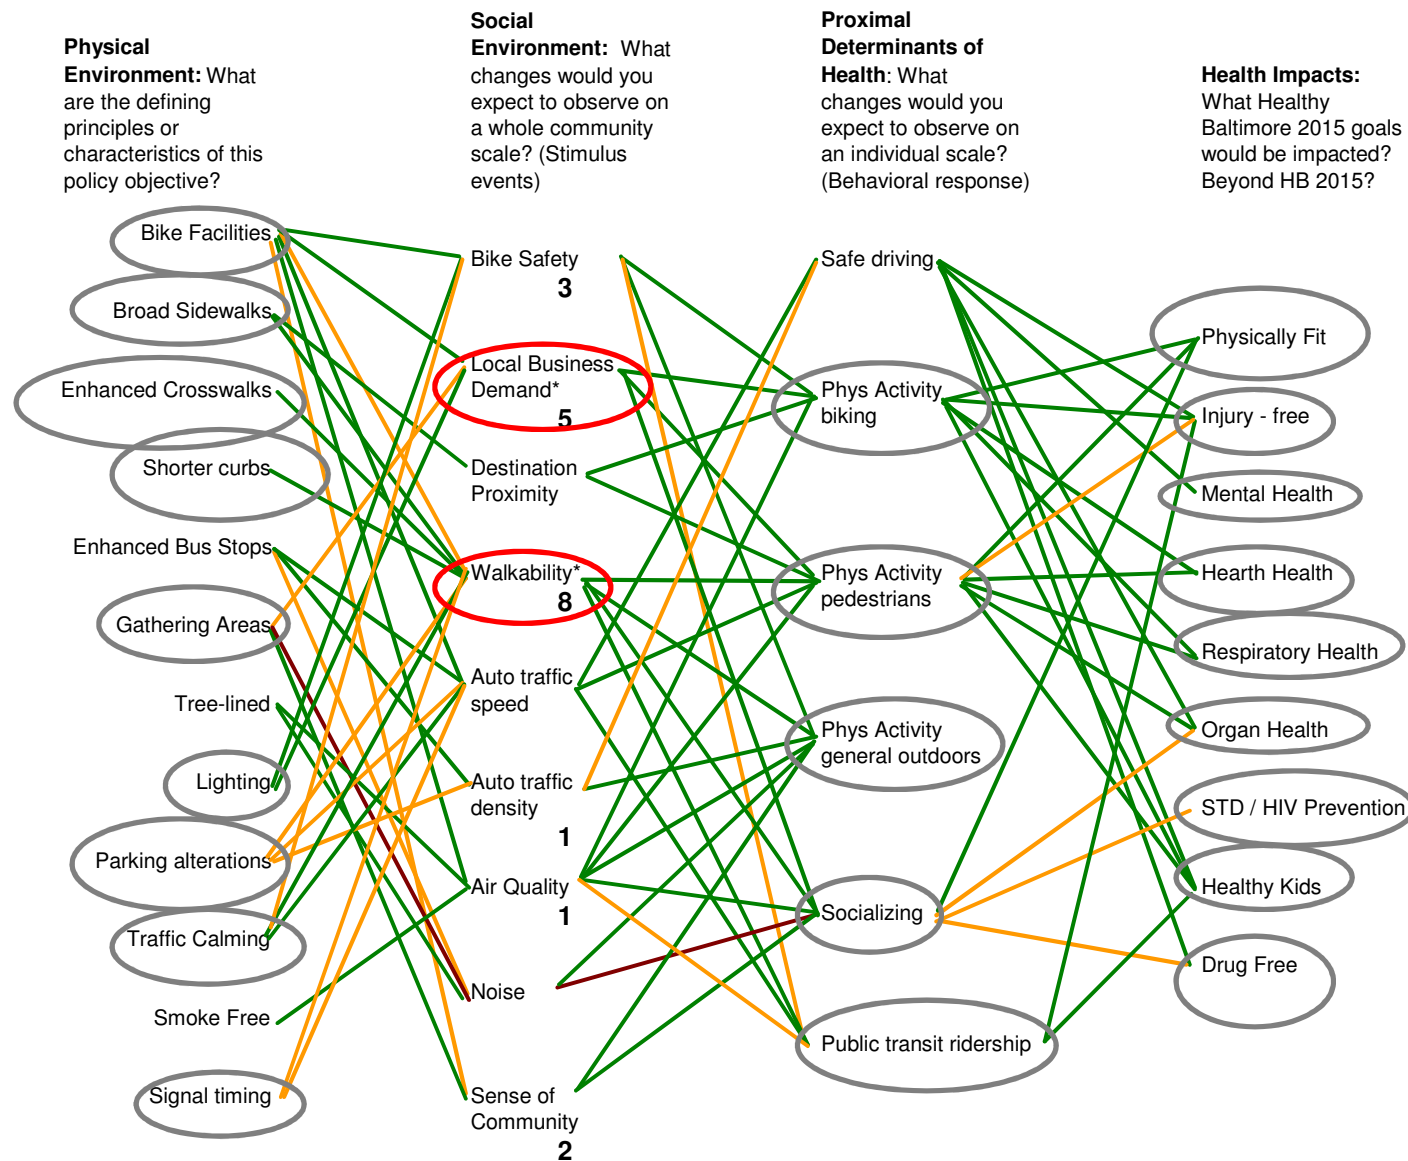 Physical
Environment: What
are the defining
principles or
characteristics of this
policy objective?
Social
Environment: What
changes would you
expect to observe on
a whole community
scale? (Stimulus
events)
Proximal
Determinants of
Health: What
changes would you
expect to observe on
an individual scale?
(Behavioral response)
Health Impacts:
What Healthy
Baltimore 2015 goals
would be impacted?
Beyond HB 2015?
Bike Facilities
Broad Sidewalks
Enhanced Crosswalks
Shorter curbs
Enhanced Bus Stops
Gathering Areas
Tree-lined
Lighting
Parking alterations
Traffic Calming
Smoke Free
Signal timing
Bike Safety
3
Local Business
Demand*
5
Destination
Proximity
Walkability*
8
Auto traffic
speed
Auto traffic
density
1
Air Quality
1
Noise
Sense of
Community
2
Safe driving
Phys Activity
biking
Phys Activity
pedestrians
Phys Activity
general outdoors
Socializing
Public transit ridership
Physically Fit
Injury - free
Mental Health
Hearth Health
Respiratory Health
Organ Health
STD / HIV Prevention
Healthy Kids
Drug Free